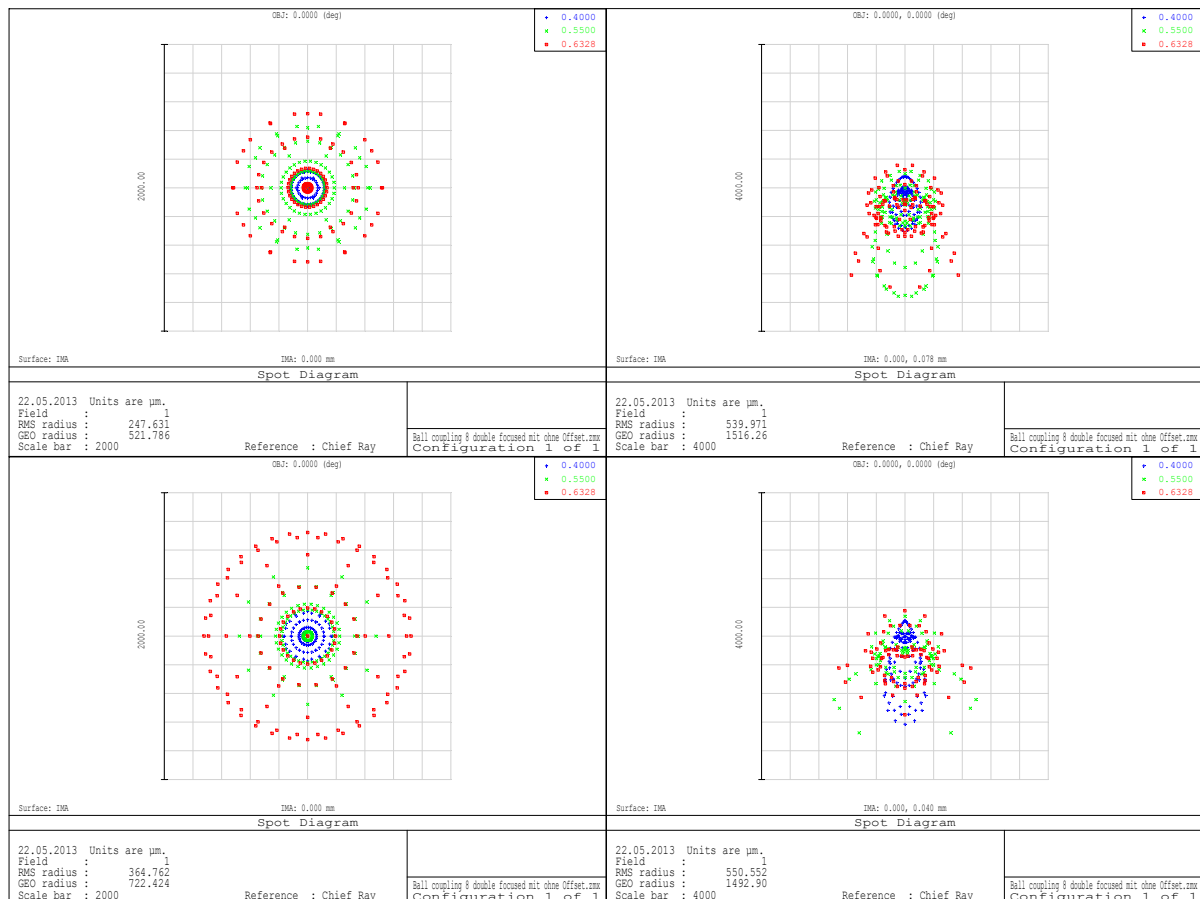 OBJ: 0.0000 (deg)
0.4000
0.5500
0.6328
2000.00
Surface: IMA
IMA: 0.000 mm
Spot Diagram
22.05.2013 Units are µm.
Field : 1
RMS radius : 247.631
GEO radius : 521.786
Scale bar : 2000 Reference : Chief Ray
Ball coupling 8 double focused mit ohne Offset.zmx
Configuration 1 of 1
OBJ: 0.0000, 0.0000 (deg)
0.4000
0.5500
0.6328
4000.00
Surface: IMA
IMA: 0.000, 0.078 mm
Spot Diagram
22.05.2013 Units are µm.
Field : 1
RMS radius : 539.971
GEO radius : 1516.26
Scale bar : 4000 Reference : Chief Ray
Ball coupling 8 double focused mit ohne Offset.zmx
Configuration 1 of 1
OBJ: 0.0000 (deg)
0.4000
0.5500
0.6328
2000.00
Surface: IMA
IMA: 0.000 mm
Spot Diagram
22.05.2013 Units are µm.
Field : 1
RMS radius : 364.762
GEO radius : 722.424
Scale bar : 2000 Reference : Chief Ray
Ball coupling 8 double focused mit ohne Offset.zmx
Configuration 1 of 1
OBJ: 0.0000, 0.0000 (deg)
0.4000
0.5500
0.6328
4000.00
Surface: IMA
IMA: 0.000, 0.040 mm
Spot Diagram
22.05.2013 Units are µm.
Field : 1
RMS radius : 550.552
GEO radius : 1492.90
Scale bar : 4000 Reference : Chief Ray
Ball coupling 8 double focused mit ohne Offset.zmx
Configuration 1 of 1